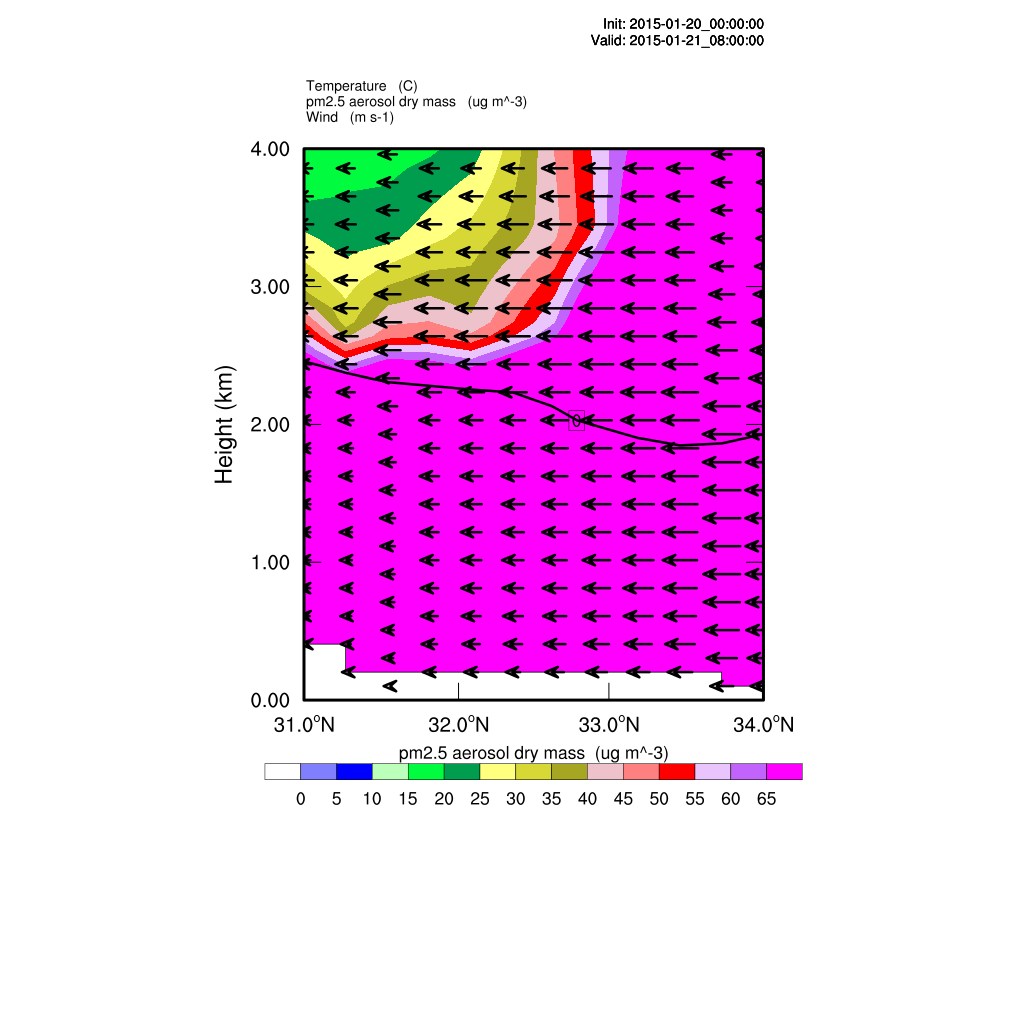 Init: 2015-01-20_00:00:00
Valid: 2015-01-21_08:00:00
Temperature (C)
pm2.5 aerosol dry mass (ug m^-3)
Wind (m s-1)
4.00
3.00
2.00
1.00
0.00
Height (km)
0
31.0°N 32.0°N 33.0°N 34.0°N
pm2.5 aerosol dry mass (ug m^-3)
0 5 10 15 20 25 30 35 40 45 50 55 60 65